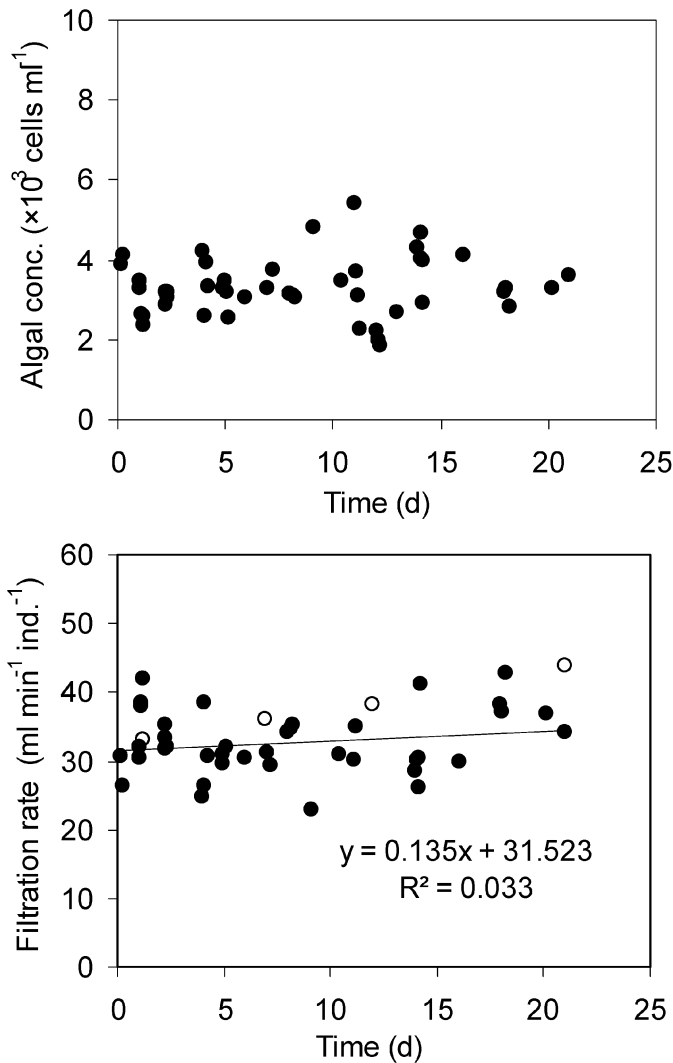 Algal conc. (×10³ cells ml⁻¹)
10
8
6
4
2
0
0 5 10 15 20 25
Time (d)
Filtration rate (ml min⁻¹ ind.⁻¹)
60
50
40
30
20
10
0
y = 0.135x + 31.523
R² = 0.033
0 5 10 15 20 25
Time (d)